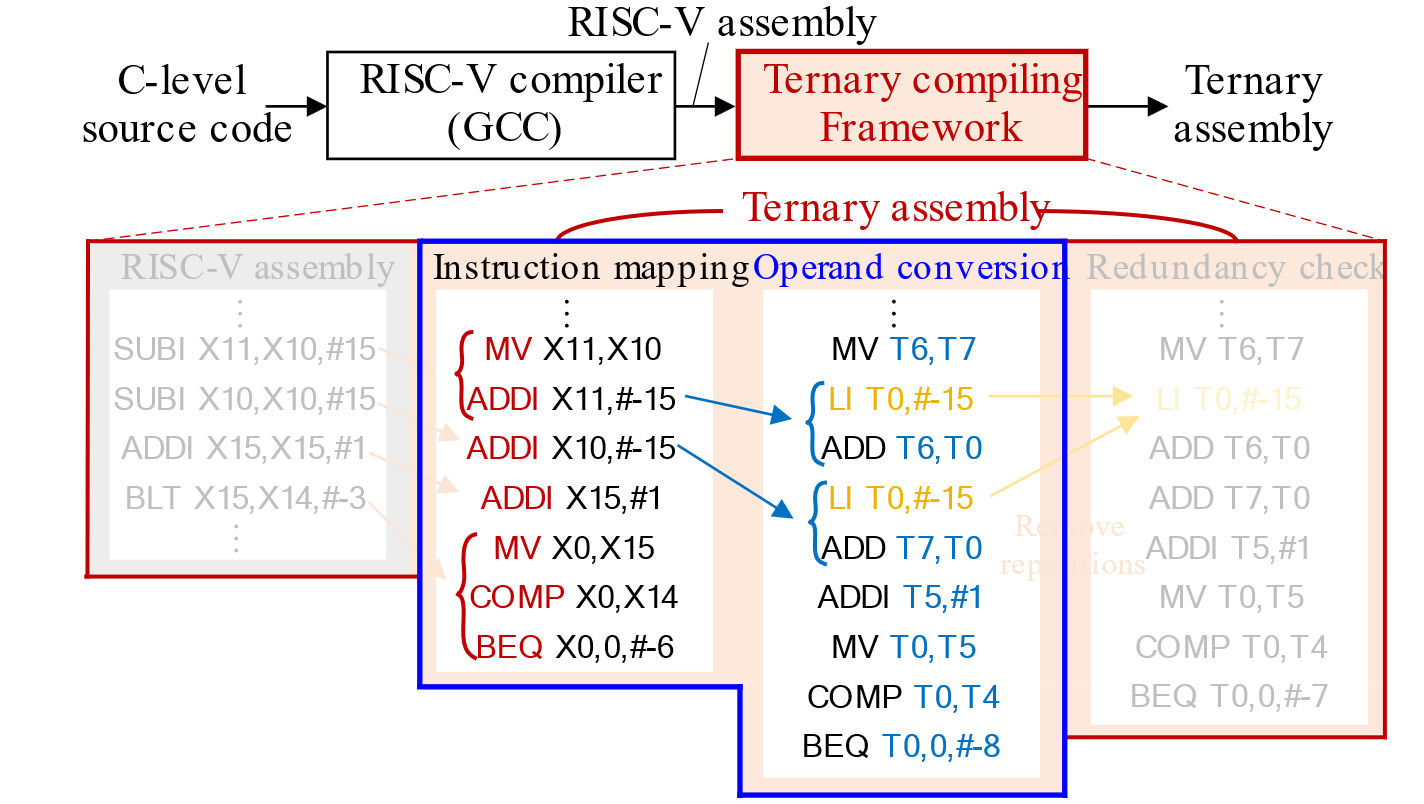 RISC-V assembly
C-level
source code
RISC-V compiler
(GCC)
Ternary compiling
Framework
Ternary
assembly
Ternary assembly
RISC-V assembly
⋮
SUBI X11,X10,#15
SUBI X10,X10,#15
ADDI X15,X15,#1
BLT X15,X14,#-3
⋮
Instruction mapping
⋮
MV X11,X10
ADDI X11,#-15
ADDI X10,#-15
ADDI X15,#1
MV X0,X15
COMP X0,X14
BEQ X0,0,#-6
Operand conversion
⋮
MV T6,T7
LI T0,#-15
ADD T6,T0
LI T0,#-15
ADD T7,T0
ADDI T5,#1
MV T0,T5
COMP T0,T4
BEQ T0,0,#-8
Remove
repetitions
Redundancy check
⋮
MV T6,T7
LI T0,#-15
ADD T6,T0
ADD T7,T0
ADDI T5,#1
MV T0,T5
COMP T0,T4
BEQ T0,0,#-7